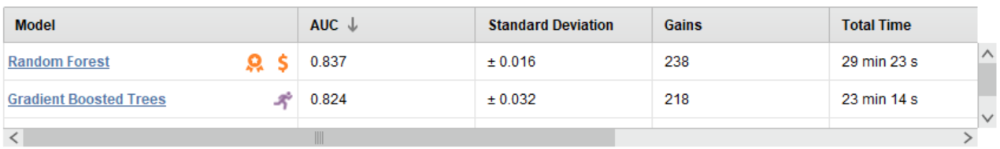 Model AUC ↓ Standard Deviation Gains Total Time
Random Forest $ 0.837 ± 0.016 238 29 min 23 s
Gradient Boosted Trees 0.824 ± 0.032 218 23 min 14 s